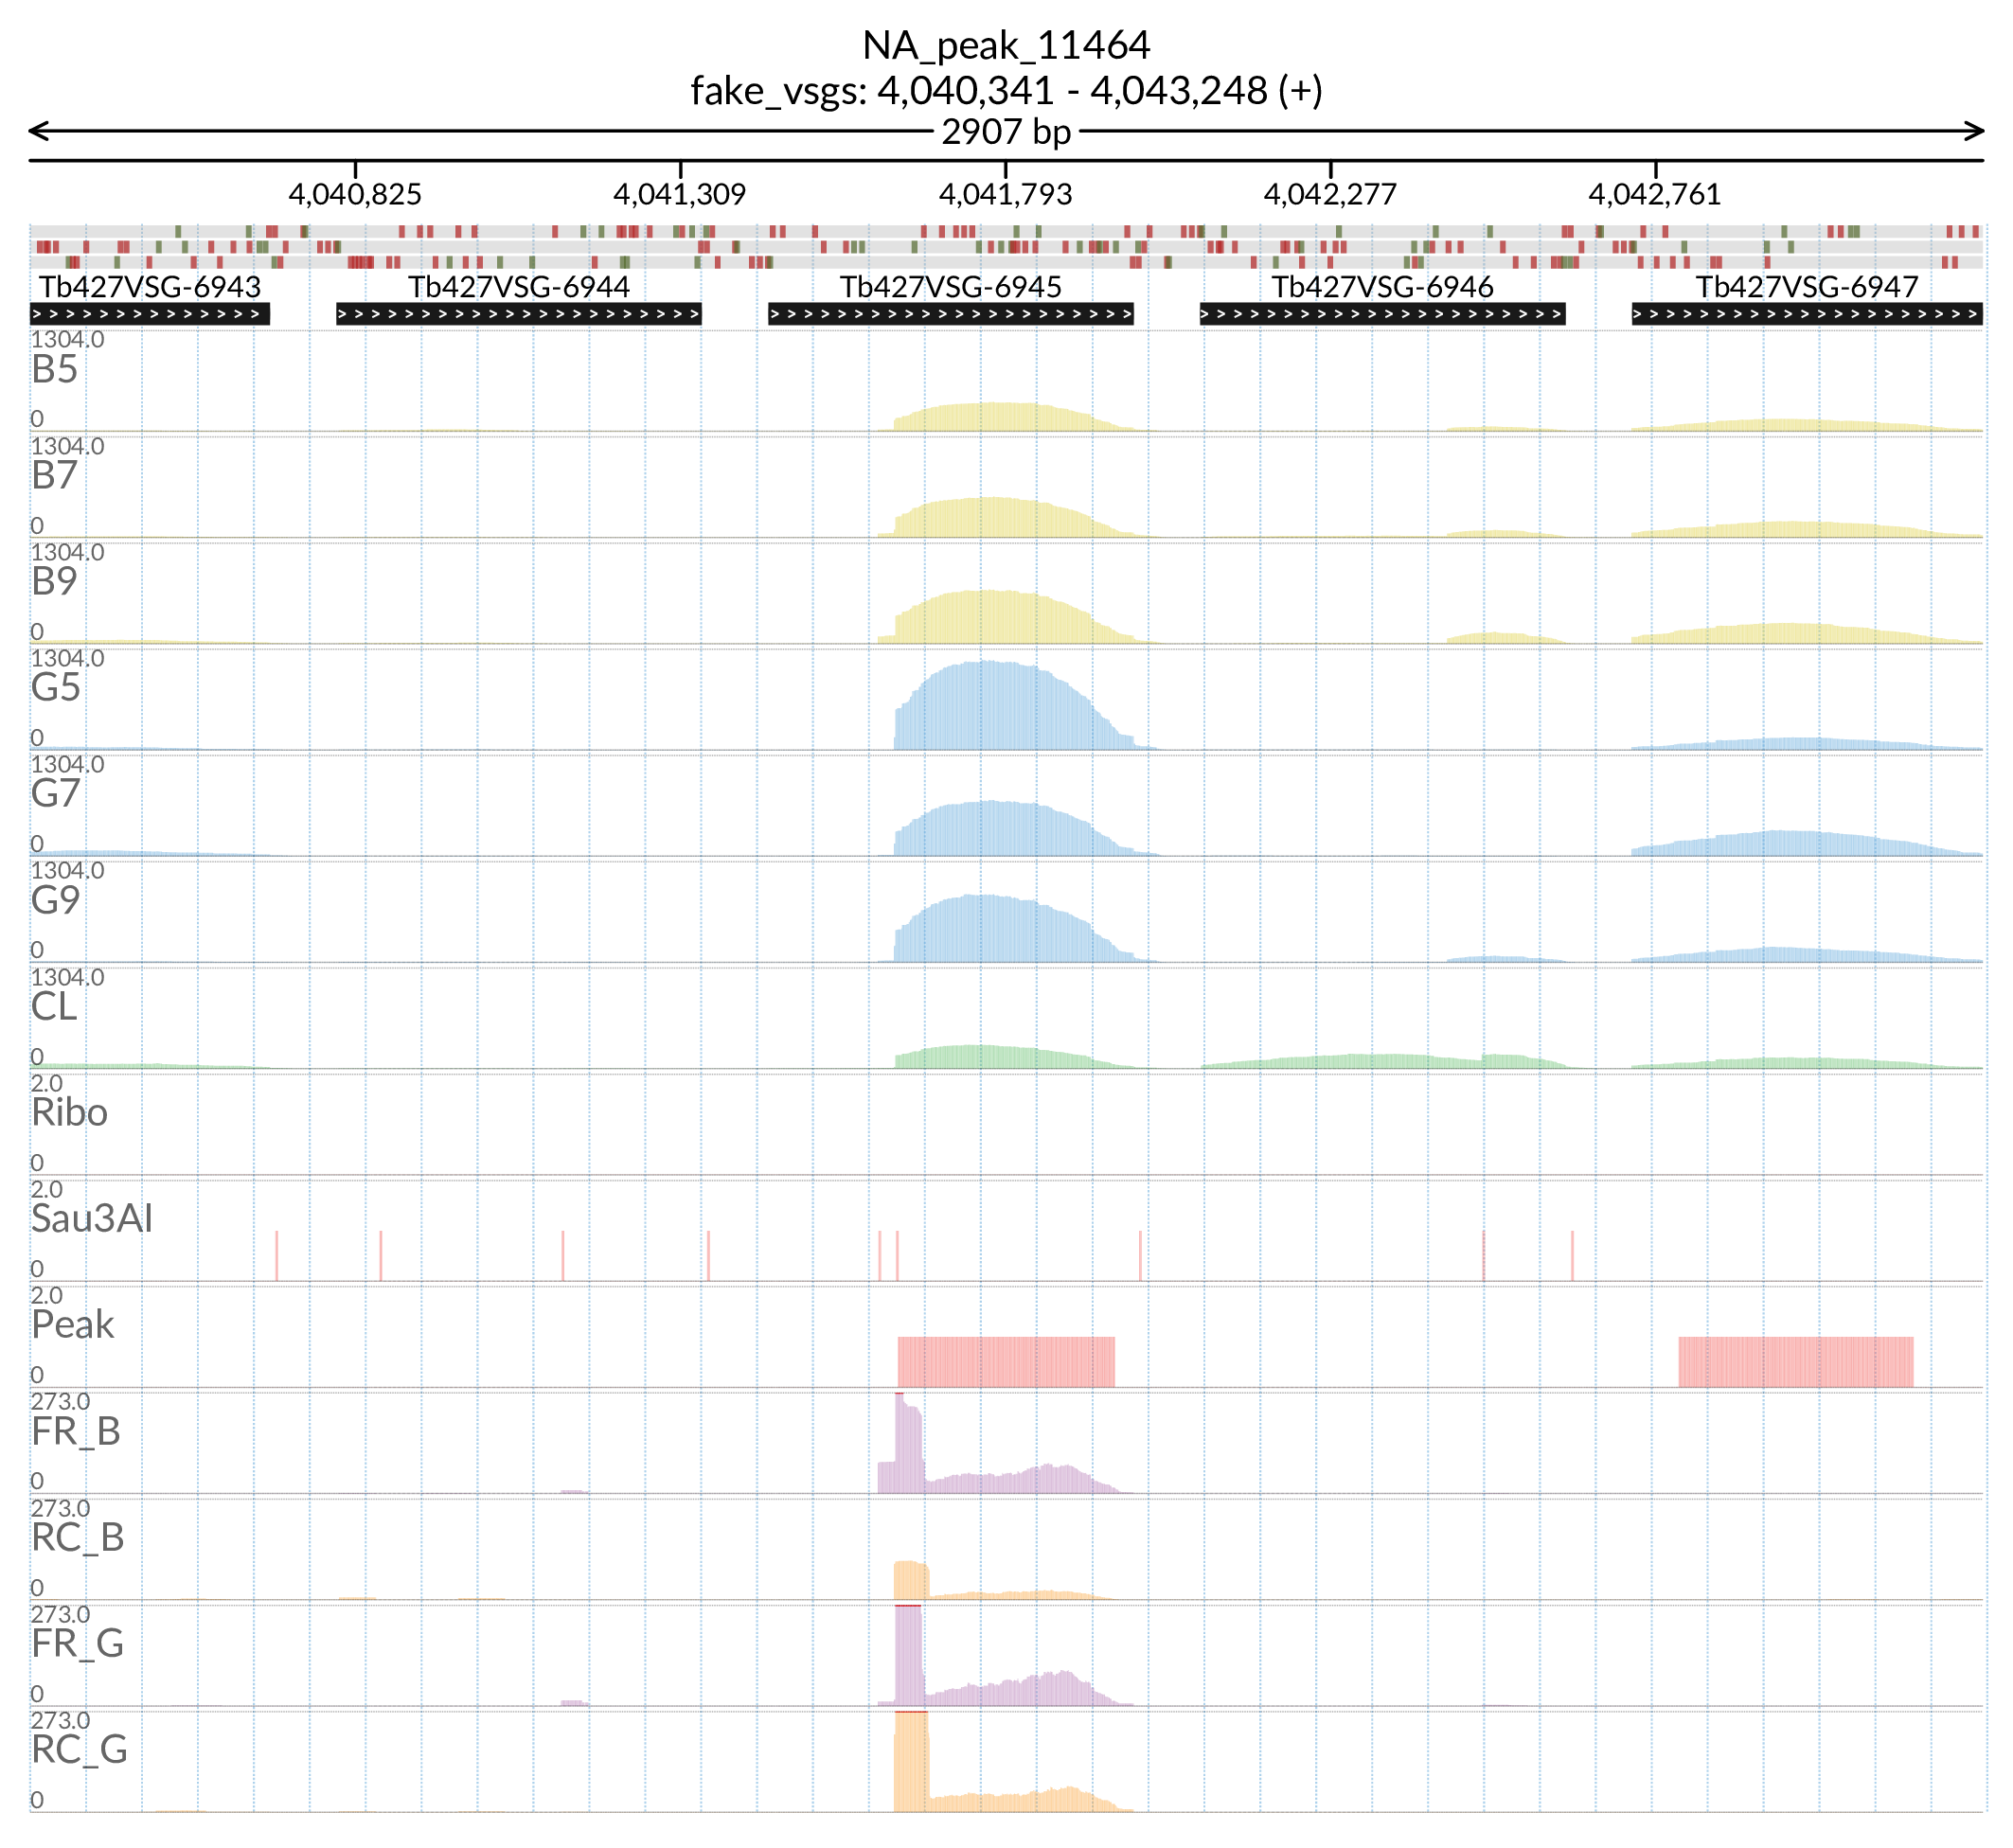 NA_peak_11464
fake_vsgs: 4,040,341 - 4,043,248 (+)
2907 bp
4,040,825 4,041,309 4,041,793 4,042,277 4,042,761
Tb427VSG-6943 Tb427VSG-6944 Tb427VSG-6945 Tb427VSG-6946 Tb427VSG-6947
1304.0
B5
0
1304.0
B7
0
1304.0
B9
0
1304.0
G5
0
1304.0
G7
0
1304.0
G9
0
1304.0
CL
0
2.0
Ribo
0
2.0
Sau3AI
0
2.0
Peak
0
273.0
FR_B
0
273.0
RC_B
0
273.0
FR_G
0
273.0
RC_G
0